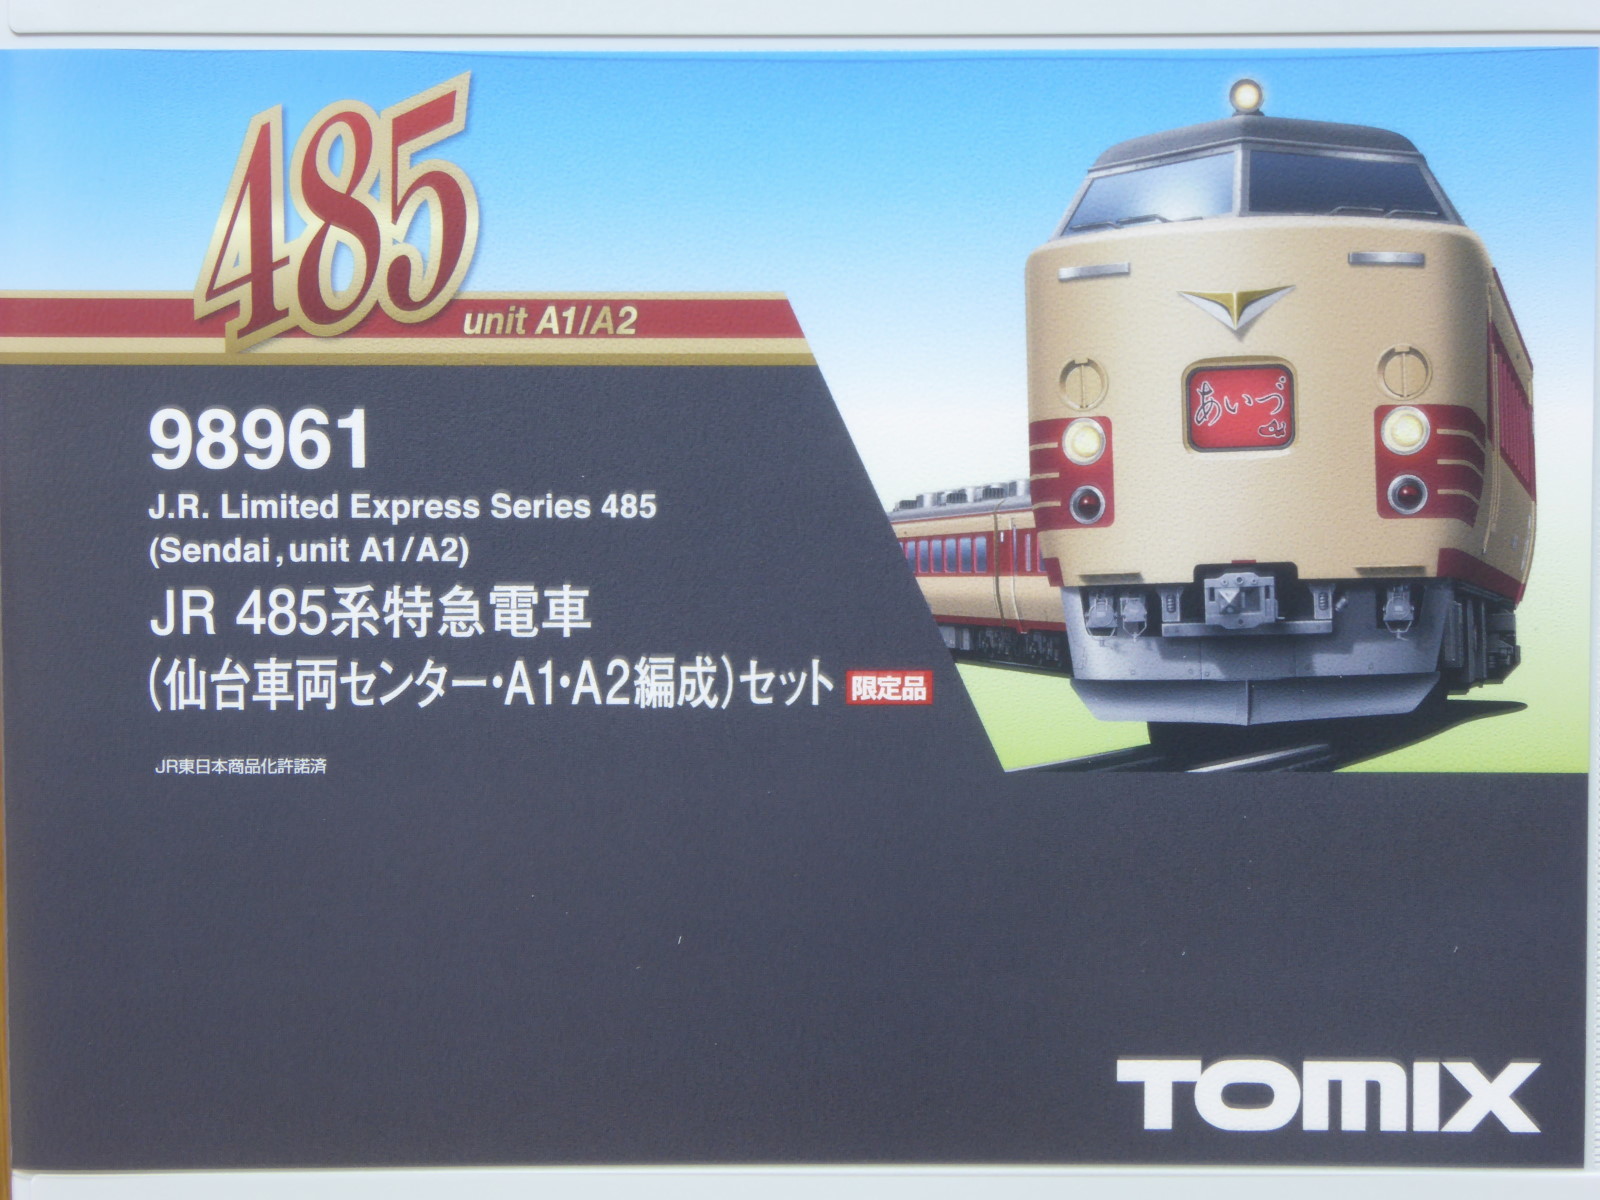 485
unit A1/A2
あいづ
98961
J.R. Limited Express Series 485
(Sendai, unit A1/A2)
JR 485系特急電車
(仙台車両センター・A1・A2編成)セット 限定品
JR東日本商品化許諾済
TOMIX